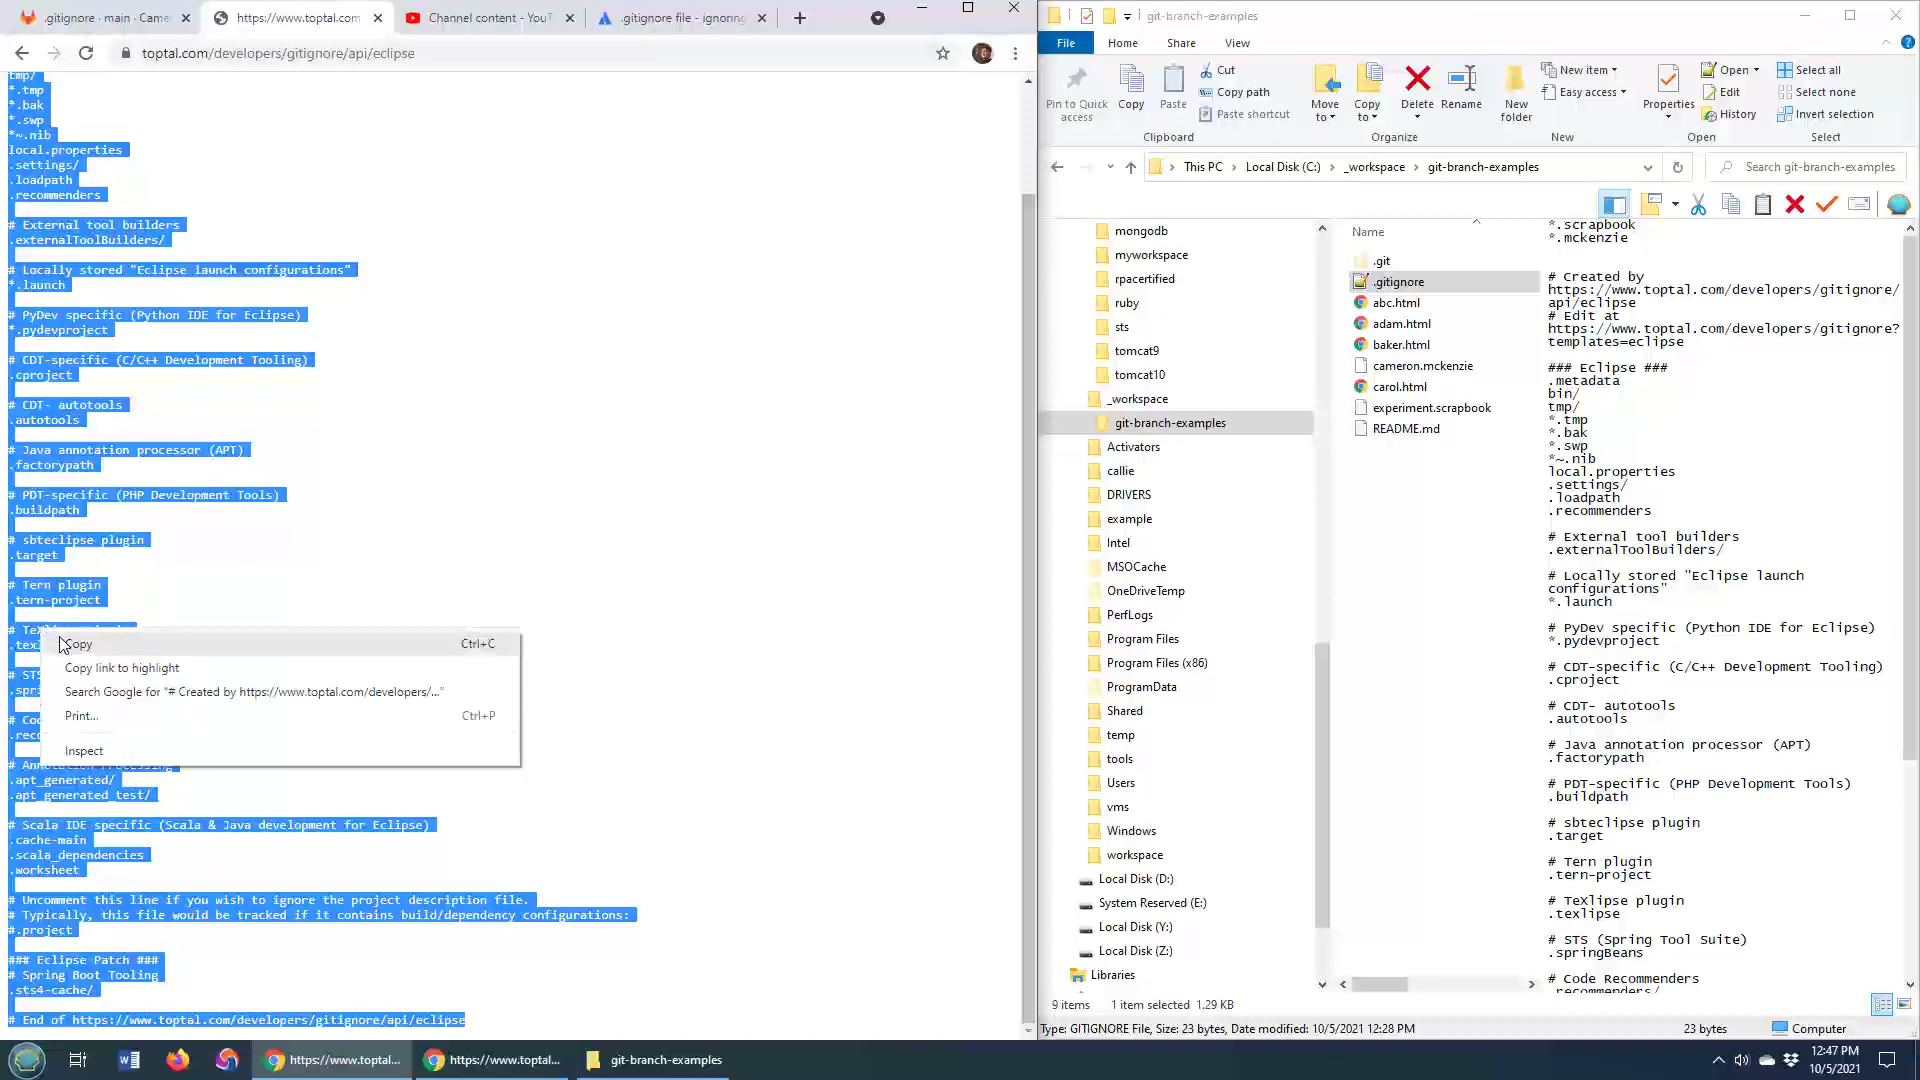 .gitignore · main · Came
https://www.toptal.com
Channel content - YouT
.gitignore file - ignoring
toptal.com/developers/gitignore/api/eclipse
tmp/
*.tmp
*.bak
*.swp
*~.nib
local.properties
.settings/
.loadpath
.recommenders
# External tool builders
.externalToolBuilders/
# Locally stored "Eclipse launch configurations"
*.launch
# PyDev specific (Python IDE for Eclipse)
*.pydevproject
# CDT-specific (C/C++ Development Tooling)
.cproject
# CDT- autotools
.autotools
# Java annotation processor (APT)
.factorypath
# PDT-specific (PHP Development Tools)
.buildpath
# sbteclipse plugin
.target
# Tern plugin
.tern-project
Copy Ctrl+C
Copy link to highlight
Search Google for "# Created by https://www.toptal.com/developers/..."
Print... Ctrl+P
Inspect
.apt_generated/
.apt_generated_test/
# Scala IDE specific (Scala & Java development for Eclipse)
.cache-main
.scala_dependencies
.worksheet
# Uncomment this line if you wish to ignore the project description file.
# Typically, this file would be tracked if it contains build/dependency configurations:
#.project
### Eclipse Patch ###
# Spring Boot Tooling
.sts4-cache/
# End of https://www.toptal.com/developers/gitignore/api/eclipse
git-branch-examples
File Home Share View
Pin to Quick access
Copy
Paste
Cut
Copy path
Paste shortcut
Clipboard
Move to
Copy to
Delete
Rename
Organize
New folder
New item
Easy access
New
Properties
Open
Edit
History
Open
Select all
Select none
Invert selection
Select
This PC Local Disk (C:) _workspace git-branch-examples
Search git-branch-examples
mongodb
myworkspace
rpacertified
ruby
sts
tomcat9
tomcat10
_workspace
git-branch-examples
Activators
callie
DRIVERS
example
Intel
MSOCache
OneDriveTemp
PerfLogs
Program Files
Program Files (x86)
ProgramData
Shared
temp
tools
Users
vms
Windows
workspace
Local Disk (D:)
System Reserved (E:)
Local Disk (Y:)
Local Disk (Z:)
Libraries
Name
.git
.gitignore
abc.html
adam.html
baker.html
cameron.mckenzie
carol.html
experiment.scrapbook
README.md
*.scrapbook
*.mckenzie
# Created by
https://www.toptal.com/developers/gitignore/
api/eclipse
# Edit at
https://www.toptal.com/developers/gitignore?
templates=eclipse
### Eclipse ###
.metadata
bin/
tmp/
*.tmp
*.bak
*.swp
*~.nib
local.properties
.settings/
.loadpath
.recommenders
# External tool builders
.externalToolBuilders/
# Locally stored "Eclipse launch
configurations"
*.launch
# PyDev specific (Python IDE for Eclipse)
*.pydevproject
# CDT-specific (C/C++ Development Tooling)
.cproject
# CDT- autotools
.autotools
# Java annotation processor (APT)
.factorypath
# PDT-specific (PHP Development Tools)
.buildpath
# sbteclipse plugin
.target
# Tern plugin
.tern-project
# TeXlipse plugin
.texlipse
# STS (Spring Tool Suite)
.springBeans
# Code Recommenders
.recommenders/
9 items 1 item selected 1.29 KB
Type: GITIGNORE File, Size: 23 bytes, Date modified: 10/5/2021 12:28 PM 23 bytes Computer
https://www.toptal...
https://www.toptal...
git-branch-examples
12:47 PM
10/5/2021